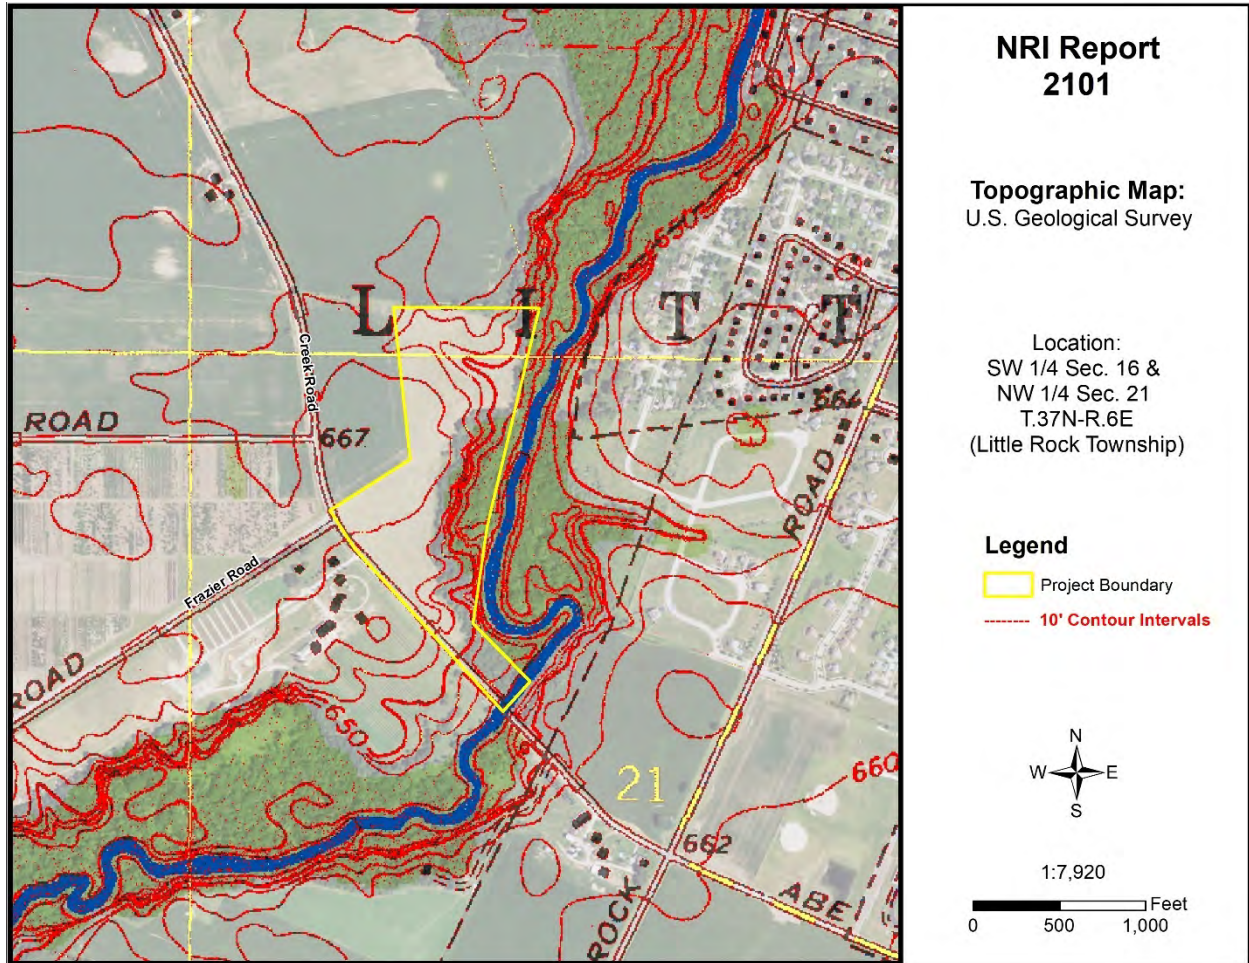 NRI Report
2101
Topographic Map:
U.S. Geological Survey
Location:
SW 1/4 Sec. 16 &
NW 1/4 Sec. 21
T.37N-R.6E
(Little Rock Township)
Legend
Project Boundary
10' Contour Intervals
N
W E
S
1:7,920
Feet
0 500 1,000
650
L I T T
Creek Road
664
ROAD
667
ROAD
Frazier Road
ROAD
650
21
660
662
ABE
ROCK